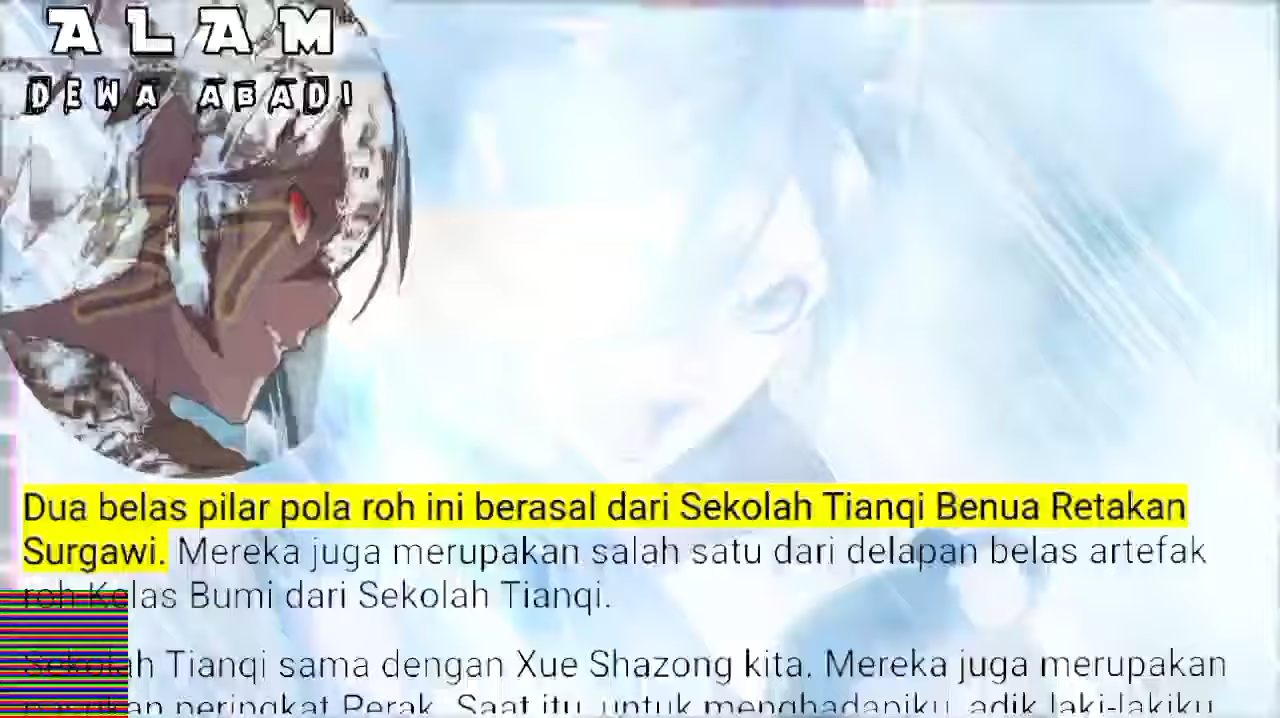 ALAM
DEWA ABADI
Dua belas pilar pola roh ini berasal dari Sekolah Tianqi Benua Retakan
Surgawi. Mereka juga merupakan salah satu dari delapan belas artefak
roh Kelas Bumi dari Sekolah Tianqi.
Sekolah Tianqi sama dengan Xue Shazong kita. Mereka juga merupakan
peringkat Perak. Saat itu, untuk menghadapiku, adik laki-lakiku